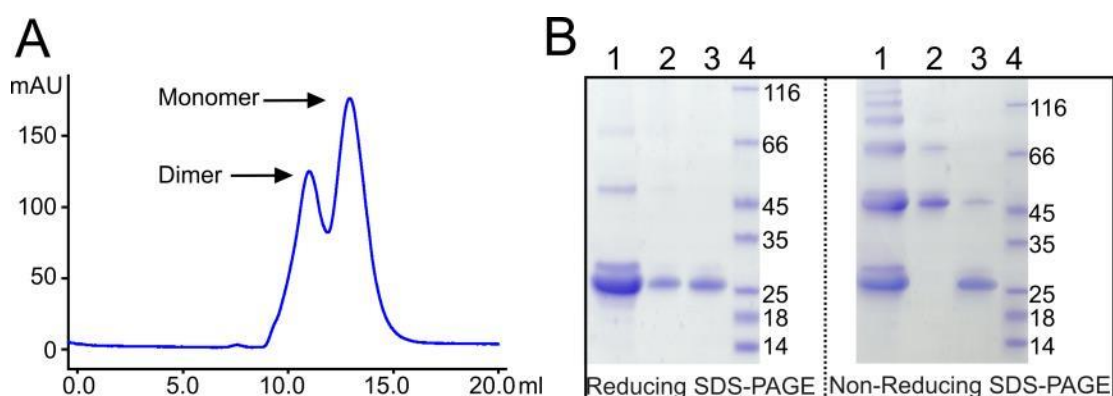 A
B
mAU
150
100
50
0
Monomer
Dimer
0.0 5.0 10.0 15.0 20.0 ml
1 2 3 4
116
66
45
35
25
18
14
Reducing SDS-PAGE
1 2 3 4
116
66
45
35
25
18
14
Non-Reducing SDS-PAGE